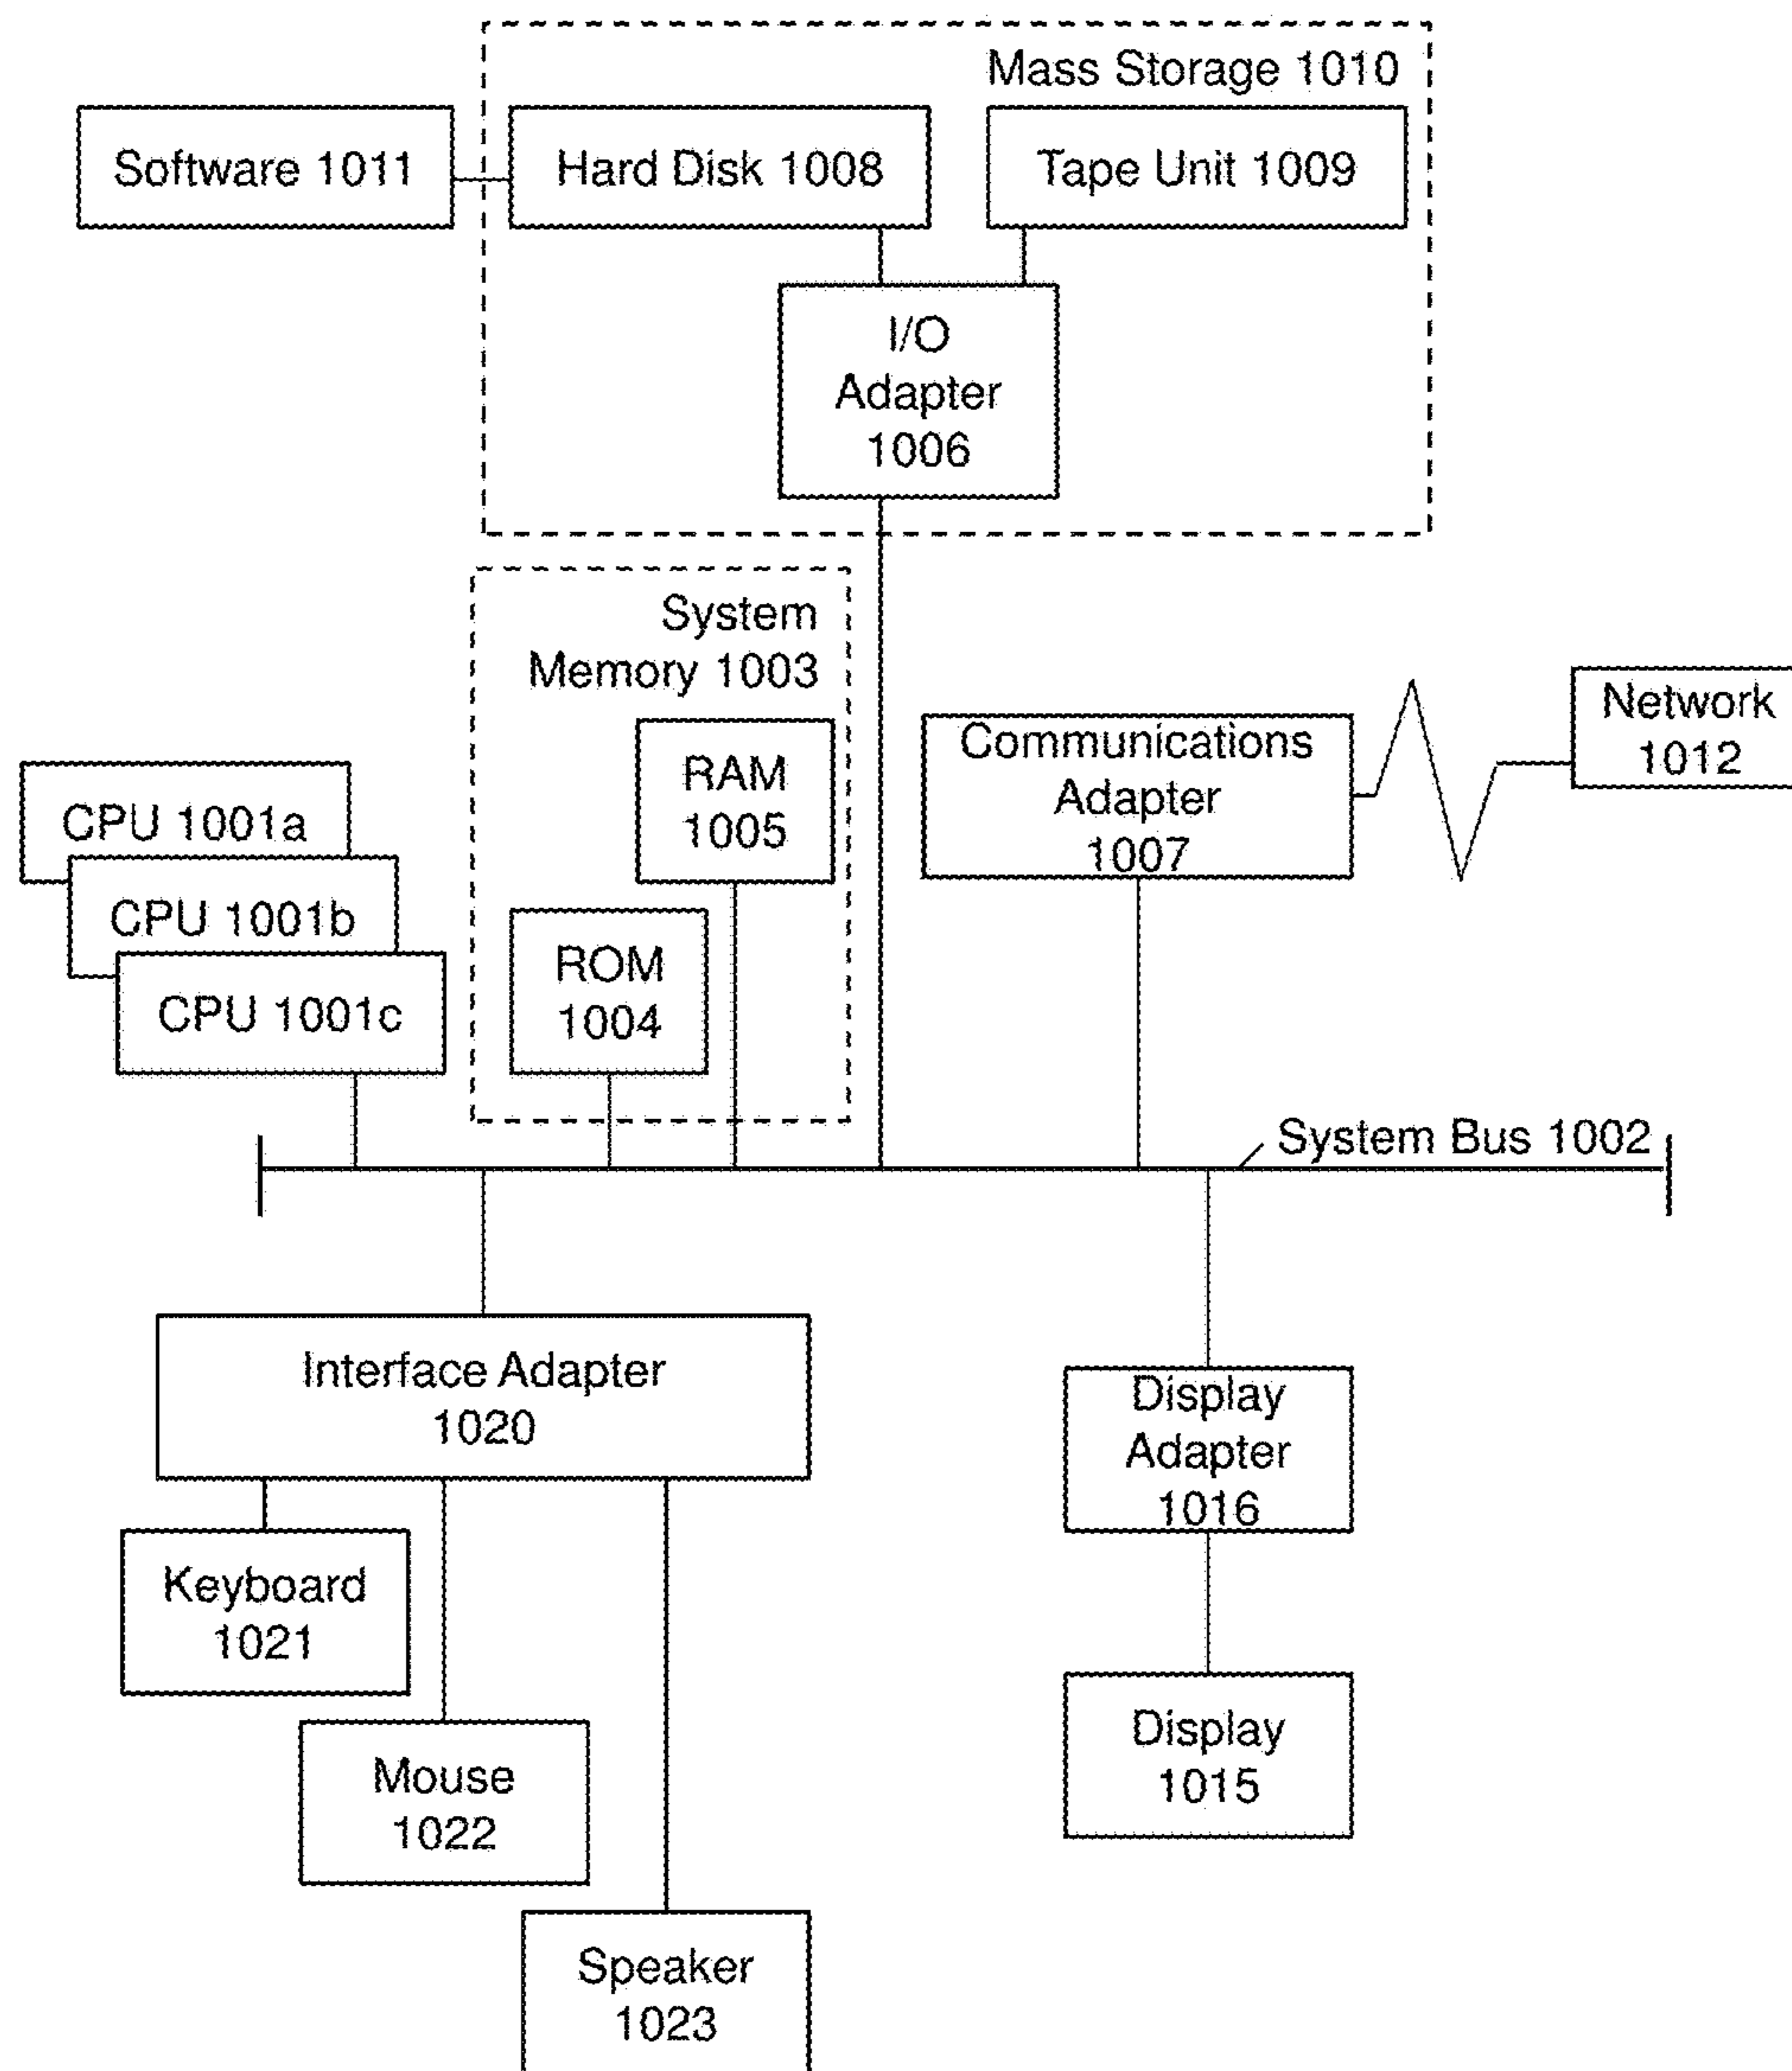 Mass Storage 1010
Software 1011
Hard Disk 1008
Tape Unit 1009
I/O
Adapter
1006
System
Memory 1003
RAM
1005
ROM
1004
Communications
Adapter
1007
Network
1012
CPU 1001a
CPU 1001b
CPU 1001c
System Bus 1002
Interface Adapter
1020
Display
Adapter
1016
Keyboard
1021
Mouse
1022
Display
1015
Speaker
1023